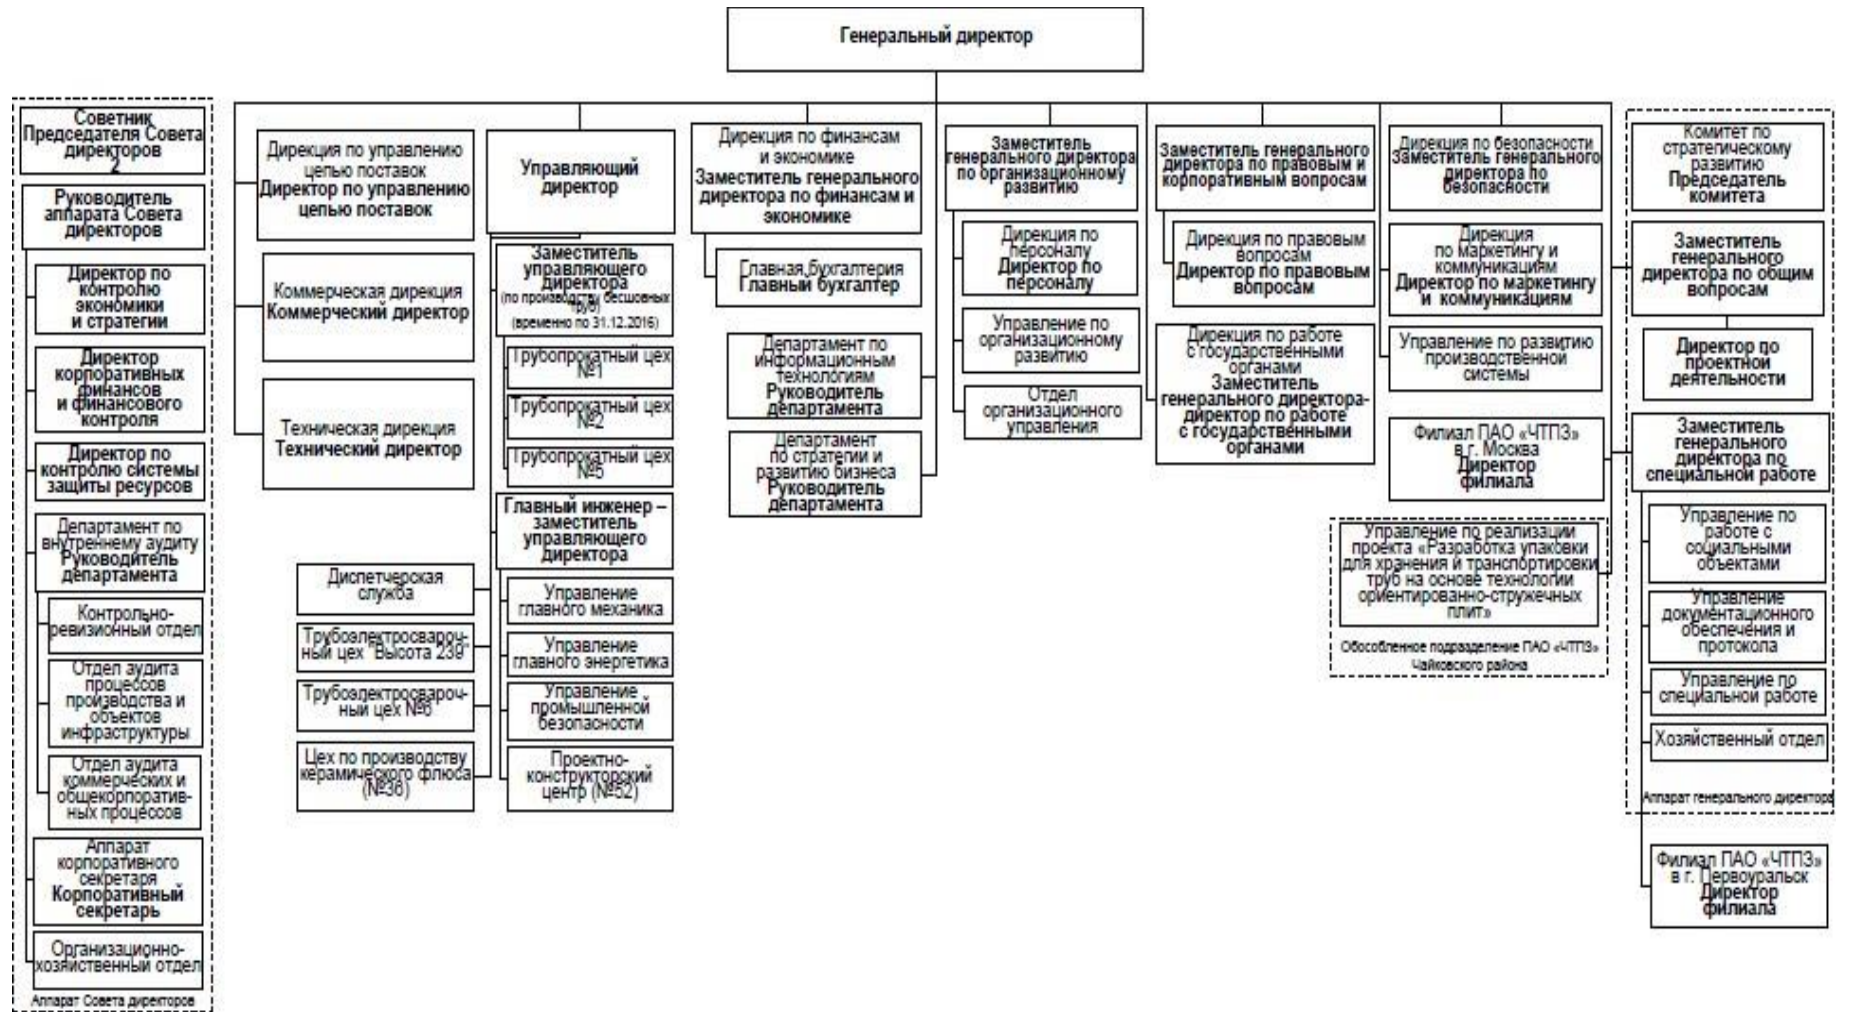 Генеральный директор
Советник
Председателя Совета
директоров
2
Руководитель
аппарата Совета
директоров
Директор по
контролю
экономики
и стратегии
Директор
корпоративных
финансов
и финансового
контроля
Директор по
контролю системы
защиты ресурсов
Департамент по
внутреннему аудиту
Руководитель
департамента
Контрольно-
ревизионный отдел
Отдел аудита
процессов
производства и
объектов
инфраструктуры
Отдел аудита
коммерческих и
общекорпоратив-
ных процессов
Аппарат
корпоративного
секретаря
Корпоративный
секретарь
Организационно-
хозяйственный отдел
Аппарат Совета директоров
Дирекция по управлению
цепью поставок
Директор по управлению
цепью поставок
Коммерческая дирекция
Коммерческий директор
Техническая дирекция
Технический директор
Управляющий
директор
Заместитель
управляющего
директора
(по производству бесшовных
труб)
(временно по 31.12.2016)
Трубопрокатный цех
№1
Трубопрокатный цех
№2
Трубопрокатный цех
№5
Главный инженер –
заместитель
управляющего
директора
Управление
главного механика
Управление
главного энергетика
Управление
промышленной
безопасности
Проектно-
конструкторский
центр (№52)
Диспетчерская
служба
Трубоэлектросвароч-
ный цех "Высота 239"
Трубоэлектросвароч-
ный цех №6
Цех по производству
керамического флюса
(№36)
Дирекция по финансам
и экономике
Заместитель генерального
директора по финансам и
экономике
Главная бухгалтерия
Главный бухгалтер
Департамент по
информационным
технологиям
Руководитель
департамента
Департамент
по стратегии и
развитию бизнеса
Руководитель
департамента
Заместитель
генерального директора
по организационному
развитию
Дирекция по
персоналу
Директор по
персоналу
Управление по
организационному
развитию
Отдел
организационного
управления
Заместитель генерального
директора по правовым и
корпоративным вопросам
Дирекция по правовым
вопросам
Директор по правовым
вопросам
Дирекция по работе
с государственными
органами
Заместитель
генерального директора-
директор по работе
с государственными
органами
Дирекция по безопасности
Заместитель генерального
директора по
безопасности
Дирекция
по маркетингу и
коммуникациям
Директор по маркетингу
и коммуникациям
Управление по развитию
производственной
системы
Филиал ПАО «ЧТПЗ»
в г. Москва
Директор
филиала
Управление по реализации
проекта «Разработка упаковки
для хранения и транспортировки
труб на основе технологии
ориентированно-стружечных
плит»
Обособленное подразделение ПАО «ЧТПЗ»
Чайковского района
Комитет по
стратегическому
развитию
Председатель
комитета
Заместитель
генерального
директора по общим
вопросам
Директор по
проектной
деятельности
Заместитель
генерального
директора по
специальной работе
Управление по
работе с
социальными
объектами
Управление
документационного
обеспечения и
протокола
Управление по
специальной работе
Хозяйственный отдел
Аппарат генерального директора
Филиал ПАО «ЧТПЗ»
в г. Первоуральск
Директор
филиала